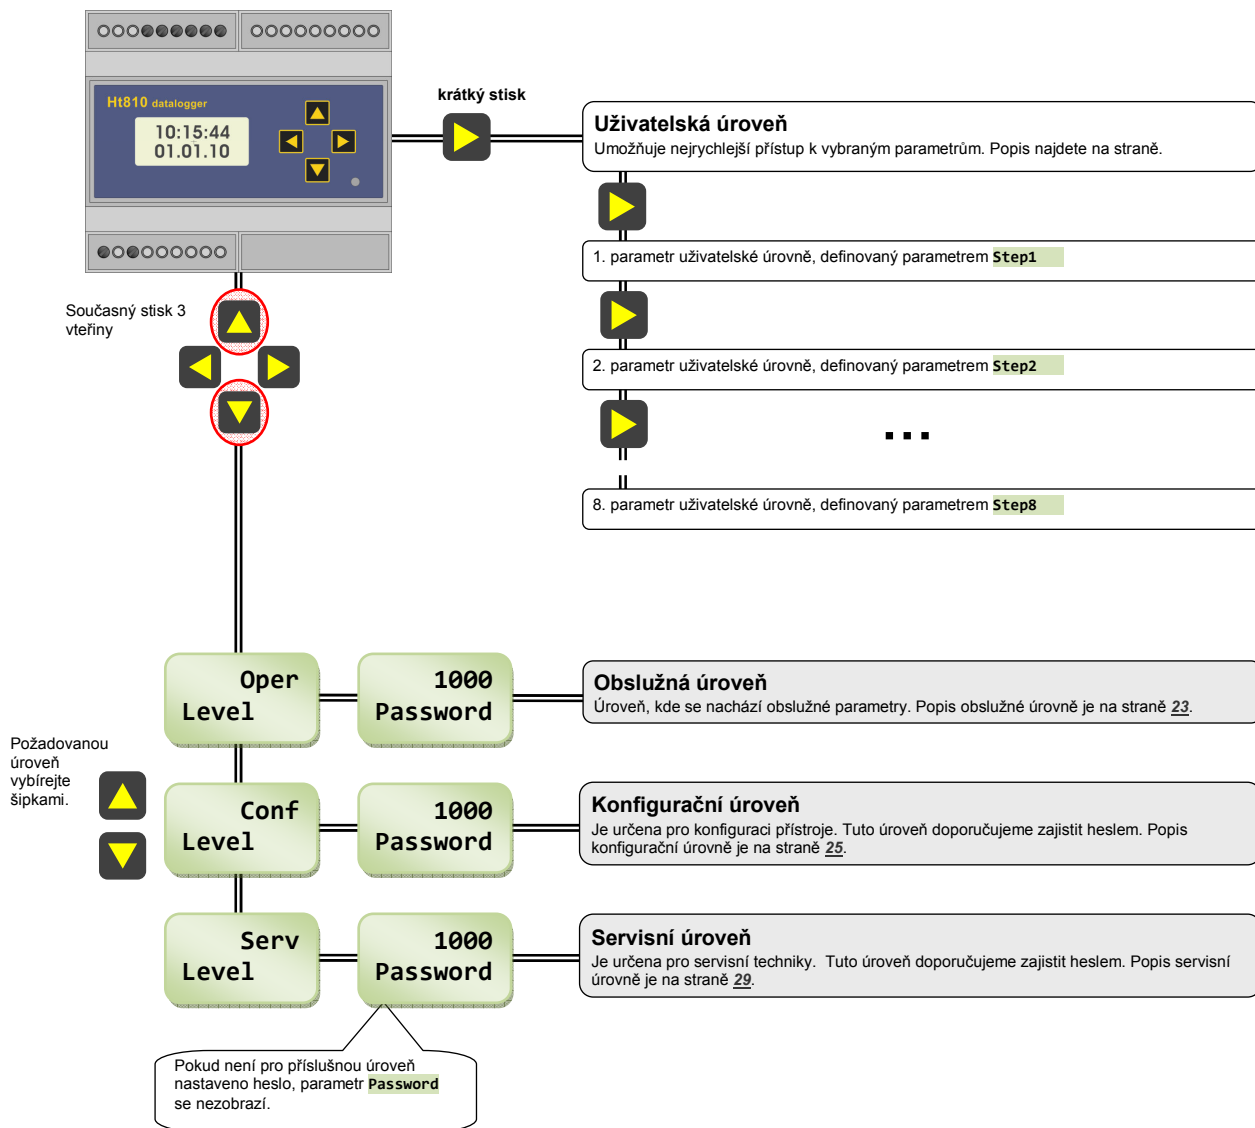 Ht810 datalogger
10:15:44
01.01.10
krátký stisk
Uživatelská úroveň
Umožňuje nejrychlejší přístup k vybraným parametrům. Popis najdete na straně.
1. parametr uživatelské úrovně, definovaný parametrem Step1
Současný stisk 3
vteřiny
2. parametr uživatelské úrovně, definovaný parametrem Step2
...
8. parametr uživatelské úrovně, definovaný parametrem Step8
Oper
Level
1000
Password
Obslužná úroveň
Úroveň, kde se nachází obslužné parametry. Popis obslužné úrovně je na straně 23.
Požadovanou
úroveň
vybírejte
šipkami.
Conf
Level
1000
Password
Konfigurační úroveň
Je určena pro konfiguraci přístroje. Tuto úroveň doporučujeme zajistit heslem. Popis
konfigurační úrovně je na straně 25.
Serv
Level
1000
Password
Servisní úroveň
Je určena pro servisní techniky. Tuto úroveň doporučujeme zajistit heslem. Popis servisní
úrovně je na straně 29.
Pokud není pro příslušnou úroveň
nastaveno heslo, parametr Password
se nezobrazí.